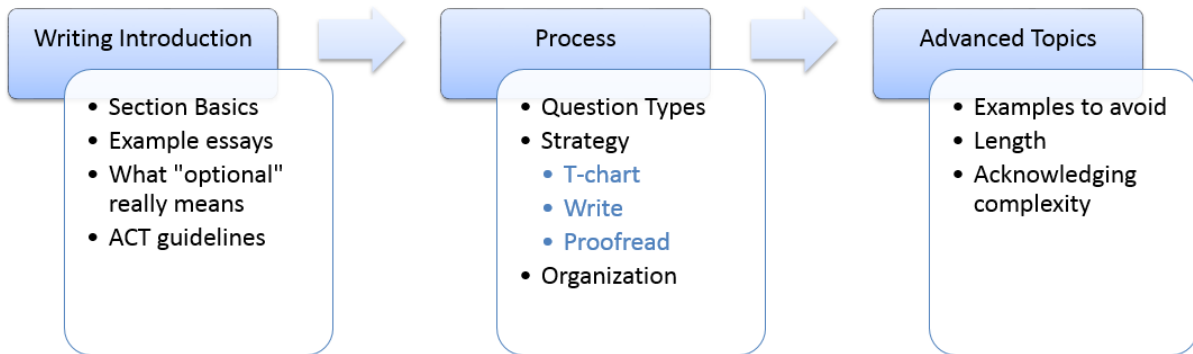 Writing Introduction
• Section Basics
• Example essays
• What "optional"
really means
• ACT guidelines
Process
• Question Types
• Strategy
• T-chart
• Write
• Proofread
• Organization
Advanced Topics
• Examples to avoid
• Length
• Acknowledging
complexity